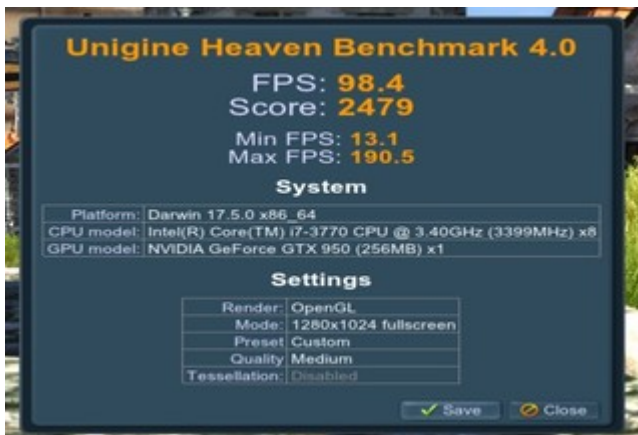 Unigine Heaven Benchmark 4.0
FPS: 98.4
Score: 2479
Min FPS: 13.1
Max FPS: 190.5
System
Platform: Darwin 17.5.0 x86_64
CPU model: Intel(R) Core(TM) i7-3770 CPU @ 3.40GHz (3399MHz) x8
GPU model: NVIDIA GeForce GTX 950 (256MB) x1
Settings
Render: OpenGL
Mode: 1280x1024 fullscreen
Preset Custom
Quality Medium
Tessellation: Disabled
Save Close